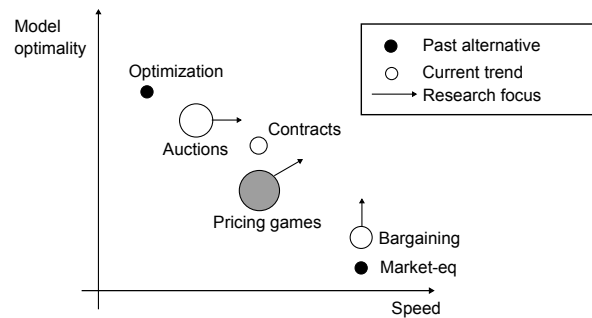 Model
optimality
Past alternative
Current trend
Research focus
Optimization
Auctions
Contracts
Pricing games
Bargaining
Market-eq
Speed